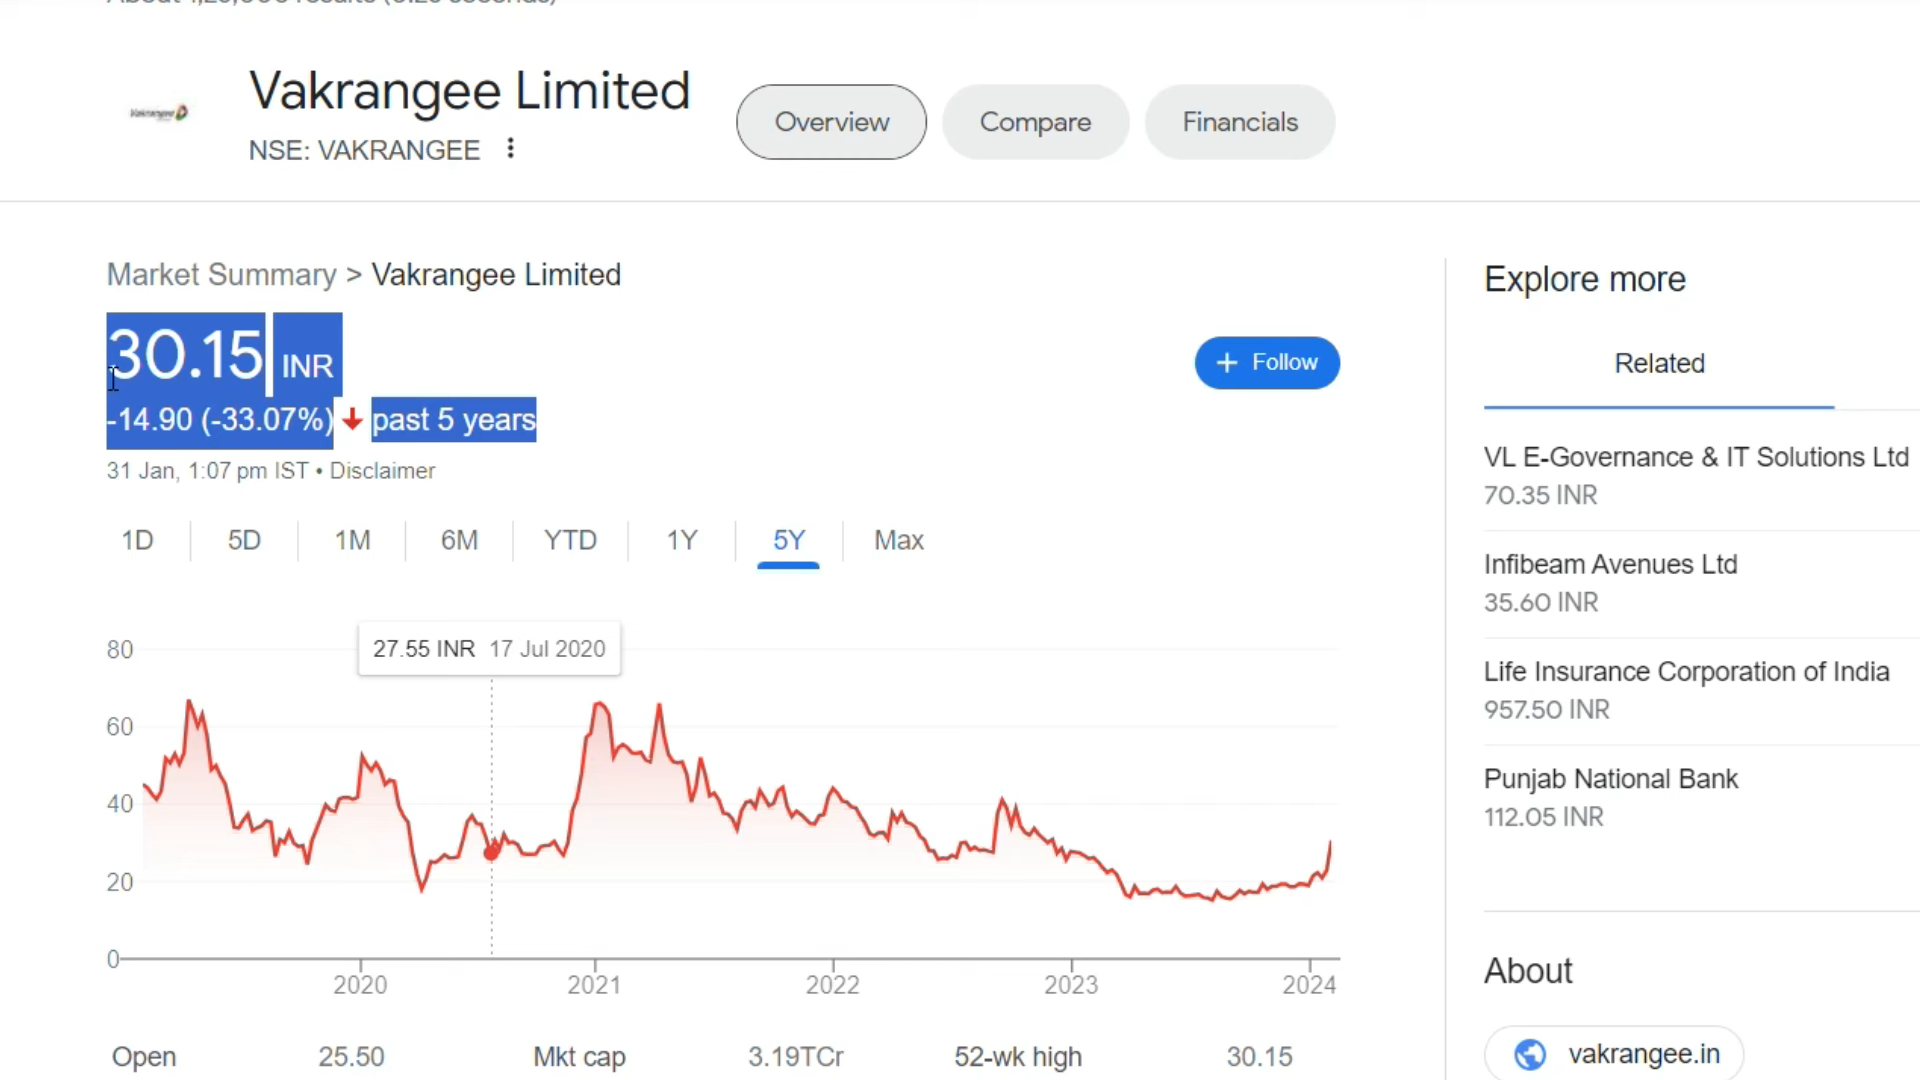 Vakrangee Limited
NSE: VAKRANGEE
Overview
Compare
Financials
Market Summary > Vakrangee Limited
30.15 INR
-14.90 (-33.07%) past 5 years
31 Jan, 1:07 pm IST • Disclaimer
+ Follow
1D 5D 1M 6M YTD 1Y 5Y Max
27.55 INR 17 Jul 2020
80
60
40
20
0
2020 2021 2022 2023 2024
Open 25.50 Mkt cap 3.19TCr 52-wk high 30.15
Explore more
Related
VL E-Governance & IT Solutions Ltd
70.35 INR
Infibeam Avenues Ltd
35.60 INR
Life Insurance Corporation of India
957.50 INR
Punjab National Bank
112.05 INR
About
vakrangee.in